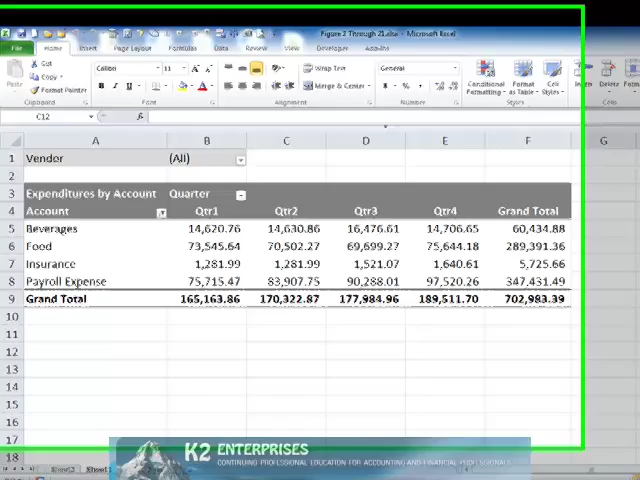 Figure 2 Through 21.xlsx - Microsoft Excel
File Home Insert Page Layout Formulas Data Review View Developer Add-Ins
Cut
Copy
Format Painter
Paste
Calibri 11
Wrap Text
Merge & Center
General
Conditional Formatting
Format as Table
Cell Styles
Insert Delete
Clipboard Font Alignment Number Styles Cells
C12 fx
A B C D E F G
1 Vendor (All)
2
3 Expenditures by Account Quarter
4 Account Qtr1 Qtr2 Qtr3 Qtr4 Grand Total
5 Beverages 14,620.76 14,630.86 16,476.61 14,706.65 60,434.88
6 Food 73,545.64 70,502.27 69,699.27 75,644.18 289,391.36
7 Insurance 1,281.99 1,281.99 1,521.07 1,640.61 5,725.66
8 Payroll Expense 75,715.47 83,907.75 90,288.01 97,520.26 347,431.49
9 Grand Total 165,163.86 170,322.87 177,984.96 189,511.70 702,983.39
10
11
12
13
14
15
16
17
18
K2 ENTERPRISES
CONTINUING PROFESSIONAL EDUCATION FOR ACCOUNTING AND FINANCIAL PROFESSIONALS